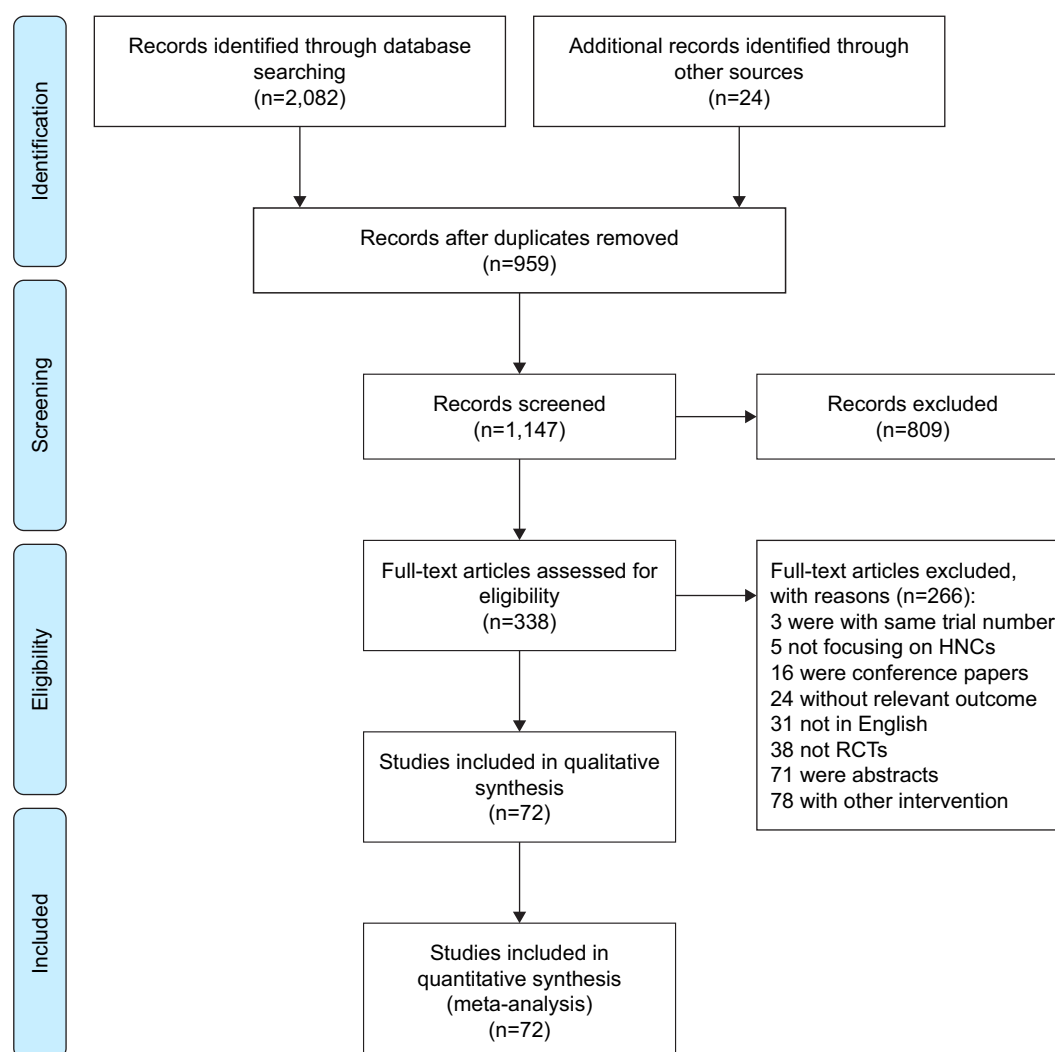 Identification
Records identified through database
searching
(n=2,082)
Additional records identified through
other sources
(n=24)
Records after duplicates removed
(n=959)
Screening
Records screened
(n=1,147)
Records excluded
(n=809)
Eligibility
Full-text articles assessed for
eligibility
(n=338)
Full-text articles excluded,
with reasons (n=266):
3 were with same trial number
5 not focusing on HNCs
16 were conference papers
24 without relevant outcome
31 not in English
38 not RCTs
71 were abstracts
78 with other intervention
Studies included in qualitative
synthesis
(n=72)
Included
Studies included in
quantitative synthesis
(meta-analysis)
(n=72)